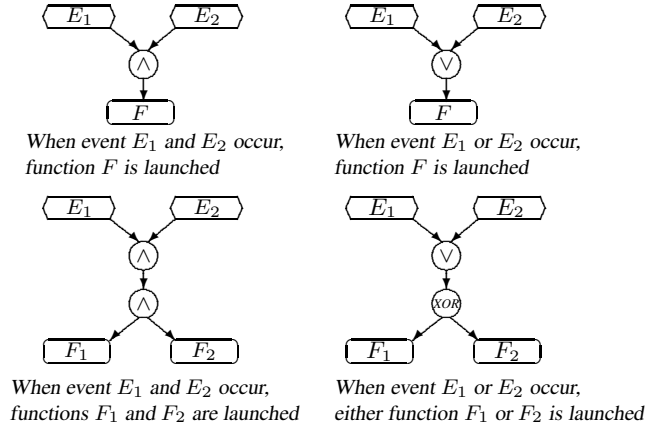 E₁ E₂
∧
F
When event E₁ and E₂ occur,
function F is launched
E₁ E₂
∨
F
When event E₁ or E₂ occur,
function F is launched
E₁ E₂
∧
∧
F₁ F₂
When event E₁ and E₂ occur,
functions F₁ and F₂ are launched
E₁ E₂
∨
XOR
F₁ F₂
When event E₁ or E₂ occur,
either function F₁ or F₂ is launched